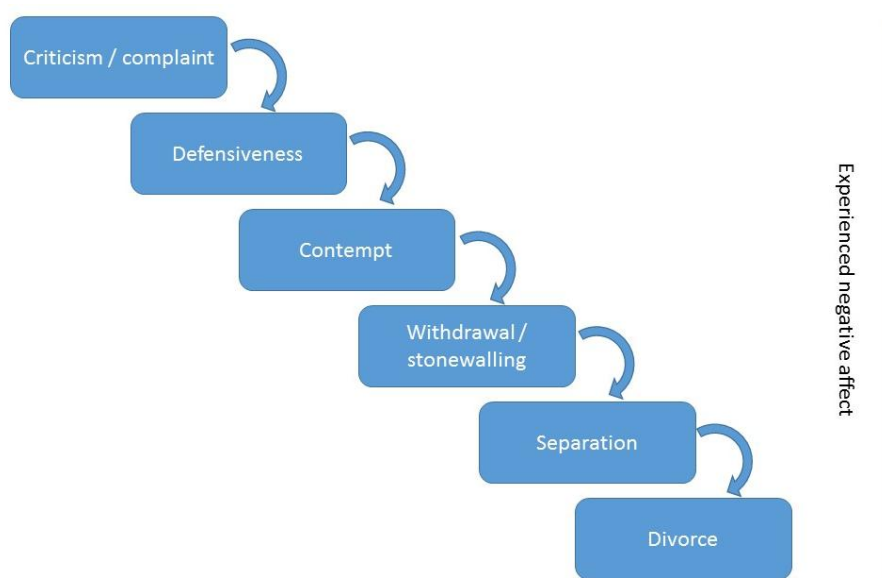 Criticism / complaint
Defensiveness
Contempt
Withdrawal /
stonewalling
Separation
Divorce
Experienced negative affect